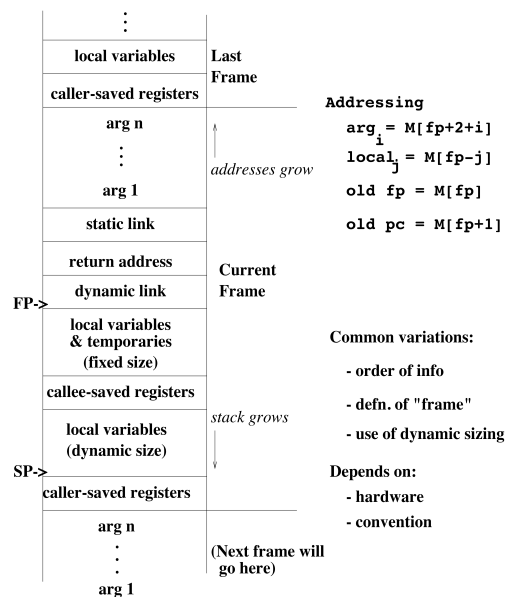 local variables
caller-saved registers
Last
Frame
arg n
arg 1
addresses grow
static link
return address
dynamic link
Current
Frame
FP->
local variables
& temporaries
(fixed size)
callee-saved registers
local variables
(dynamic size)
stack grows
SP->
caller-saved registers
arg n
arg 1
(Next frame will
go here)
Addressing
arg i = M[fp+2+i]
local j = M[fp-j]
old fp = M[fp]
old pc = M[fp+1]
Common variations:
- order of info
- defn. of "frame"
- use of dynamic sizing
Depends on:
- hardware
- convention